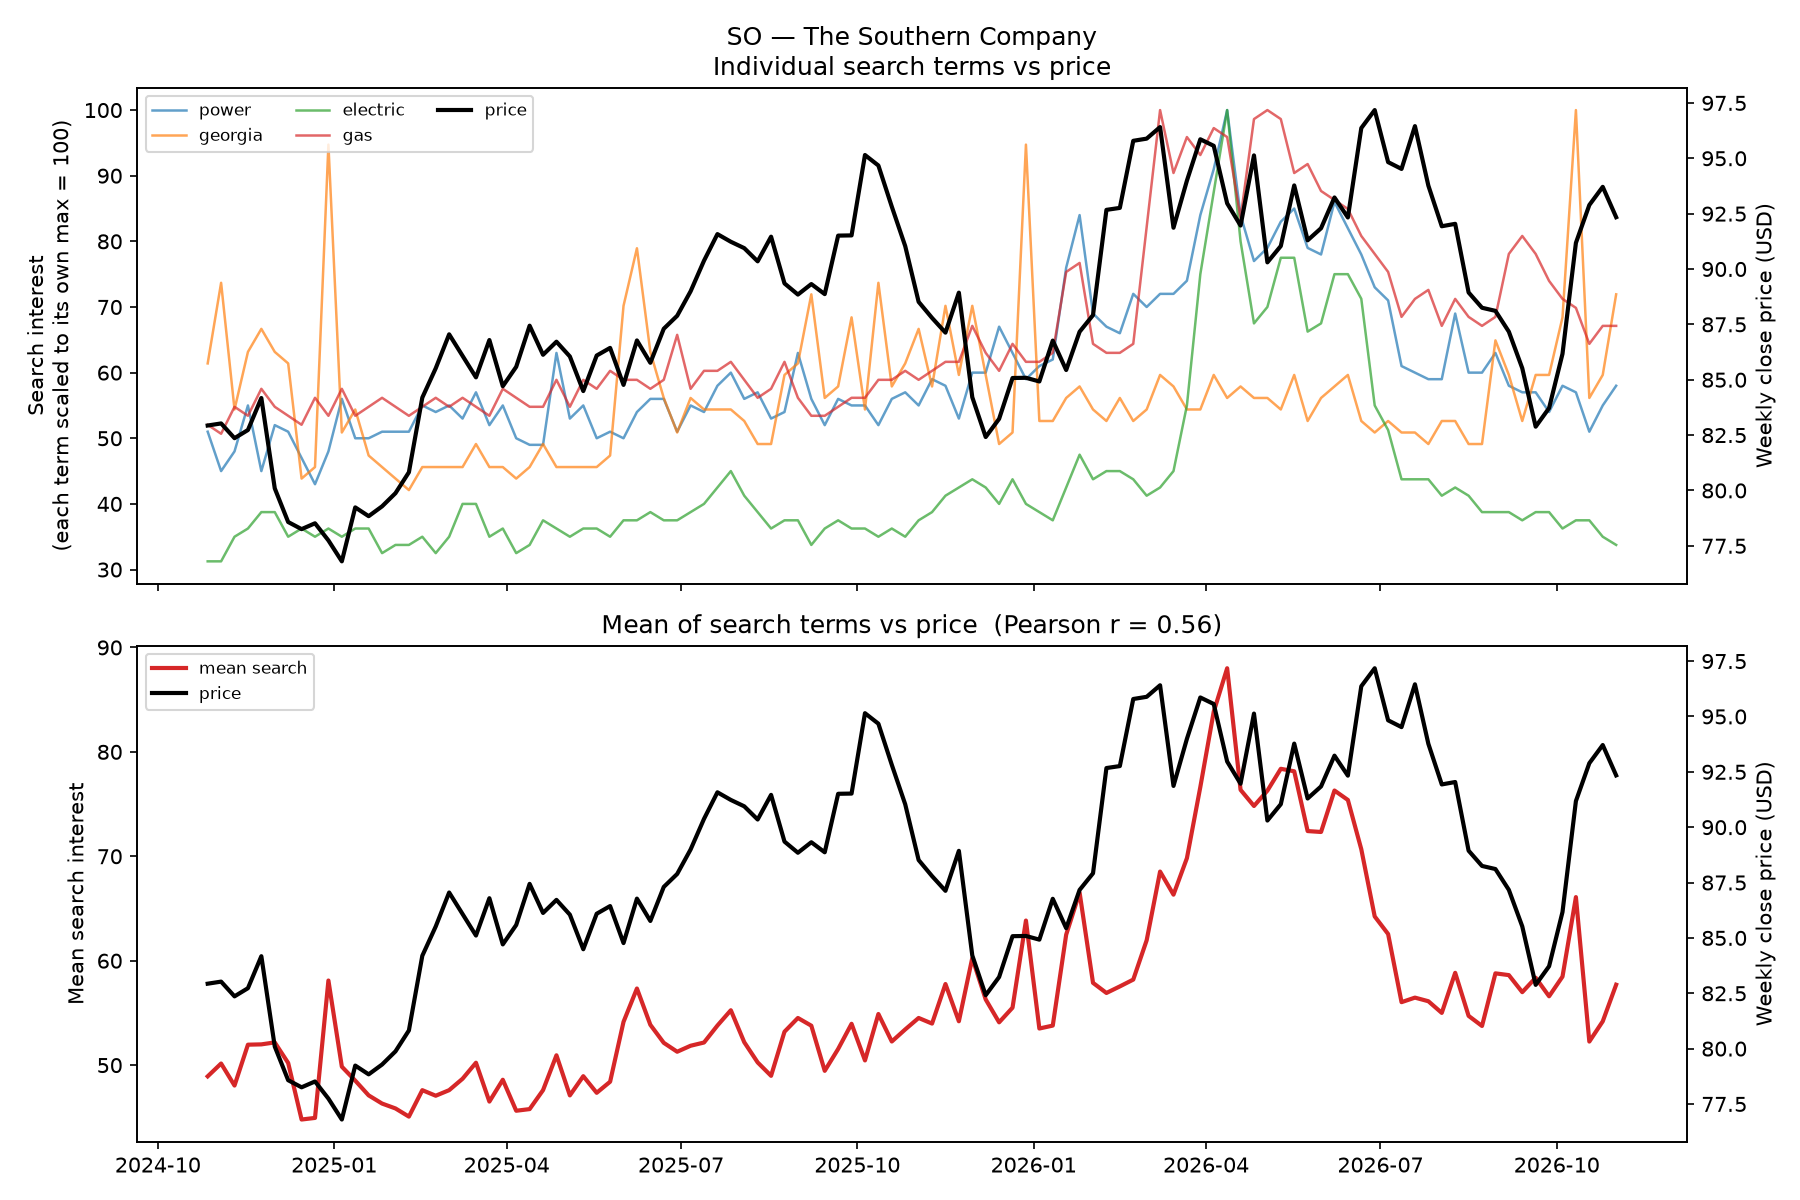 SO — The Southern Company
Individual search terms vs price
power
georgia
electric
gas
price
Search interest
(each term scaled to its own max = 100)
100
90
80
70
60
50
40
30
97.5
95.0
92.5
90.0
87.5
85.0
82.5
80.0
77.5
Weekly close price (USD)
Mean of search terms vs price (Pearson r = 0.56)
mean search
price
Mean search interest
90
80
70
60
50
97.5
95.0
92.5
90.0
87.5
85.0
82.5
80.0
77.5
Weekly close price (USD)
2024-10
2025-01
2025-04
2025-07
2025-10
2026-01
2026-04
2026-07
2026-10